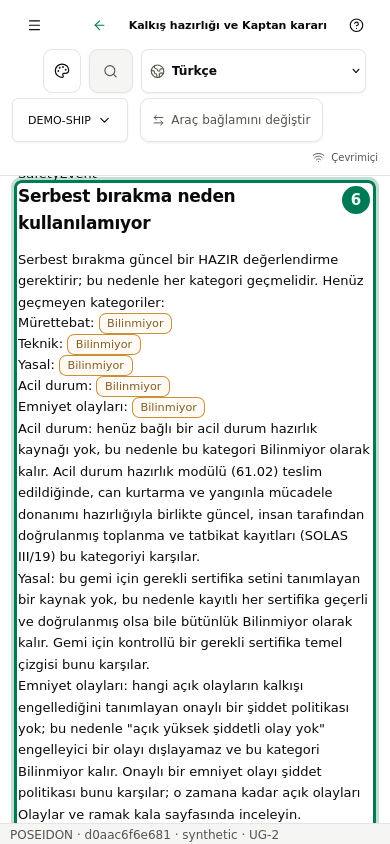 Kalkış hazırlığı ve Kaptan kararı
Türkçe
DEMO-SHIP
Araç bağlamını değiştir
Çevrimiçi
SafetyEvent
Serbest bırakma neden
kullanılamıyor
6
Serbest bırakma güncel bir HAZIR değerlendirme
gerektirir; bu nedenle her kategori geçmelidir. Henüz
geçmeyen kategoriler:
Mürettebat: Bilinmiyor
Teknik: Bilinmiyor
Yasal: Bilinmiyor
Acil durum: Bilinmiyor
Emniyet olayları: Bilinmiyor
Acil durum: henüz bağlı bir acil durum hazırlık
kaynağı yok, bu nedenle bu kategori Bilinmiyor olarak
kalır. Acil durum hazırlık modülü (61.02) teslim
edildiğinde, can kurtarma ve yangınla mücadele
donanımı hazırlığıyla birlikte güncel, insan tarafından
doğrulanmış toplanma ve tatbikat kayıtları (SOLAS
III/19) bu kategoriyi karşılar.
Yasal: bu gemi için gerekli sertifika setini tanımlayan
bir kaynak yok, bu nedenle kayıtlı her sertifika geçerli
ve doğrulanmış olsa bile bütünlük Bilinmiyor olarak
kalır. Gemi için kontrollü bir gerekli sertifika temel
çizgisi bunu karşılar.
Emniyet olayları: hangi açık olayların kalkışı
engellediğini tanımlayan onaylı bir şiddet politikası
yok; bu nedenle "açık yüksek şiddetli olay yok"
engelleyici bir olayı dışlayamaz ve bu kategori
Bilinmiyor kalır. Onaylı bir emniyet olayı şiddet
politikası bunu karşılar; o zamana kadar açık olayları
Olaylar ve ramak kala sayfasında inceleyin.
POSEIDON · d0aac6f6e681 · synthetic · UG-2